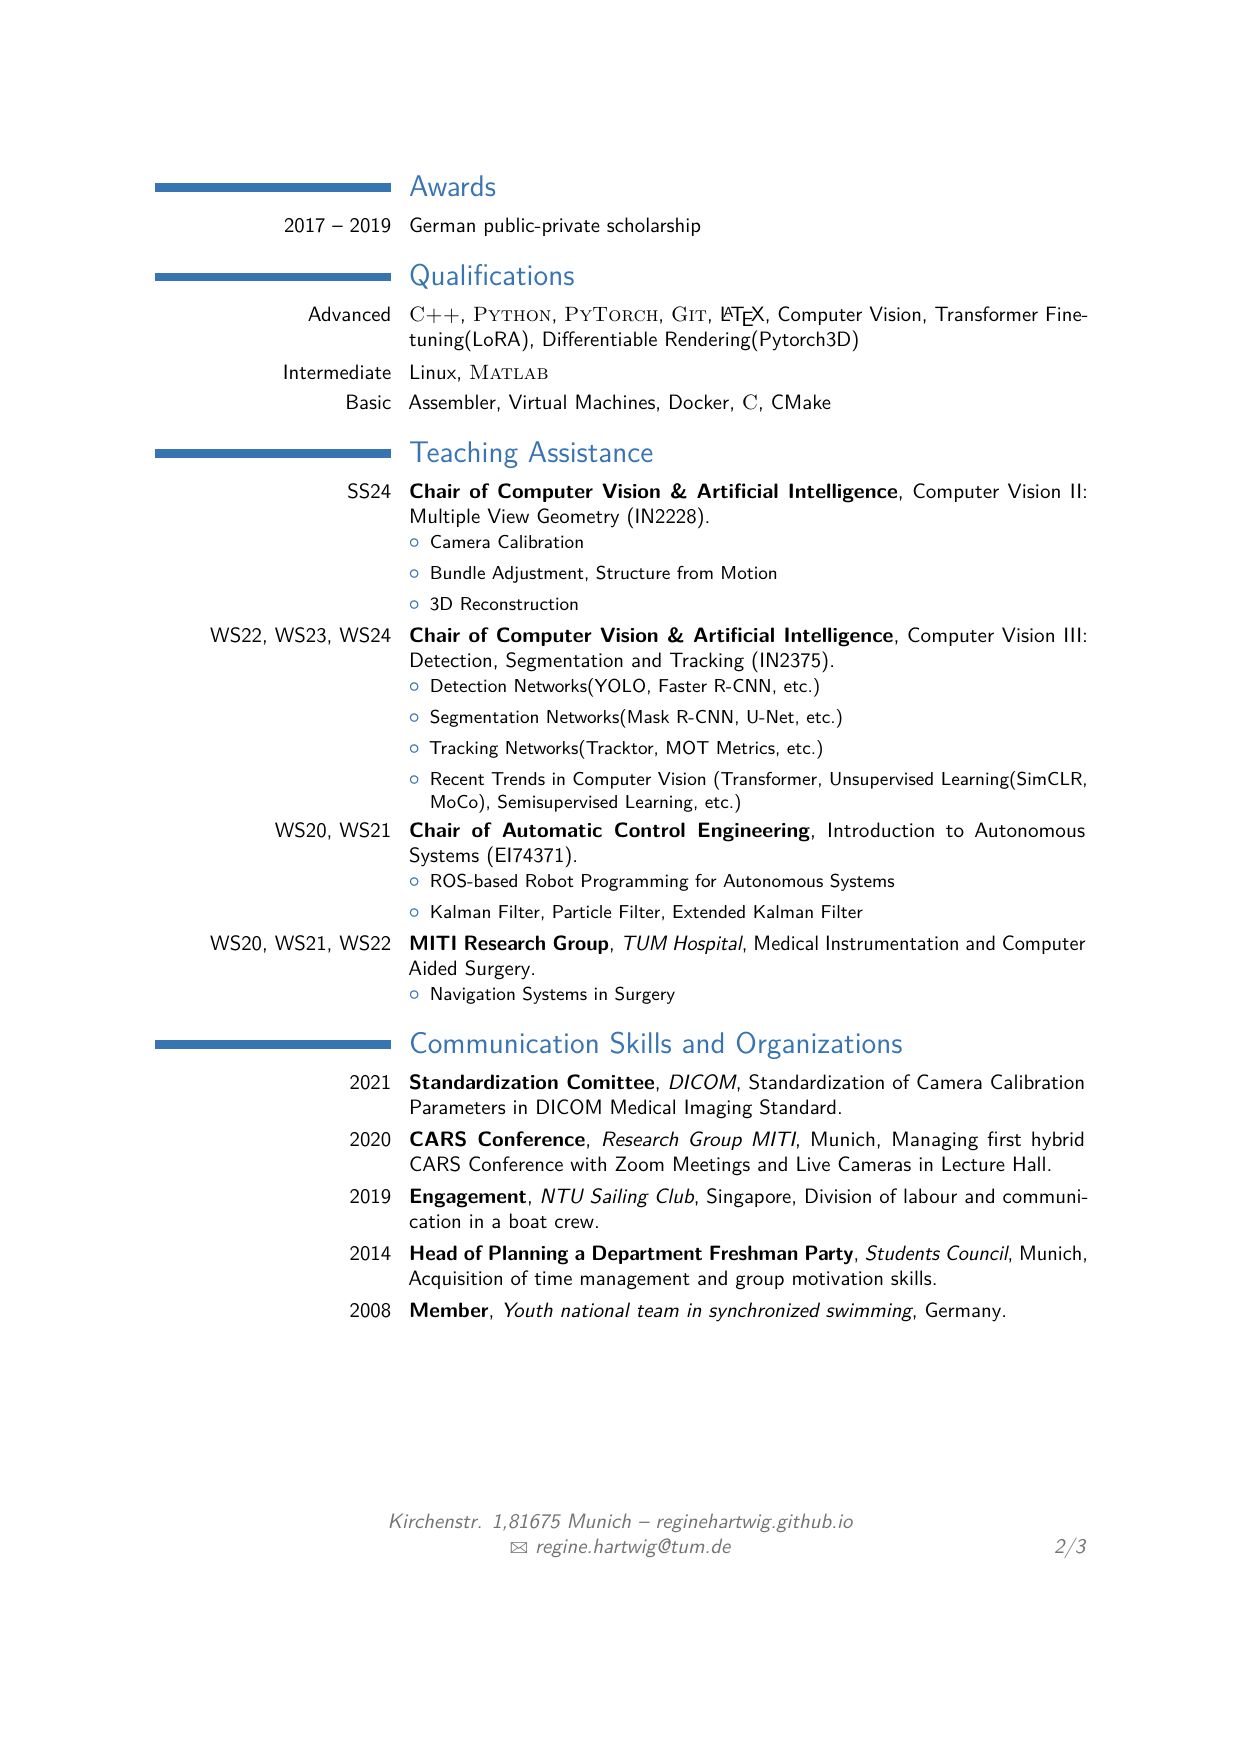 Awards
2017 – 2019 German public-private scholarship
Qualifications
Advanced C++, Python, PyTorch, Git, LATEX, Computer Vision, Transformer Fine-
tuning(LoRA), Differentiable Rendering(Pytorch3D)
Intermediate Linux, Matlab
Basic Assembler, Virtual Machines, Docker, C, CMake
Teaching Assistance
SS24 Chair of Computer Vision & Artificial Intelligence, Computer Vision II:
Multiple View Geometry (IN2228).
○ Camera Calibration
○ Bundle Adjustment, Structure from Motion
○ 3D Reconstruction
WS22, WS23, WS24 Chair of Computer Vision & Artificial Intelligence, Computer Vision III:
Detection, Segmentation and Tracking (IN2375).
○ Detection Networks(YOLO, Faster R-CNN, etc.)
○ Segmentation Networks(Mask R-CNN, U-Net, etc.)
○ Tracking Networks(Tracktor, MOT Metrics, etc.)
○ Recent Trends in Computer Vision (Transformer, Unsupervised Learning(SimCLR,
MoCo), Semisupervised Learning, etc.)
WS20, WS21 Chair of Automatic Control Engineering, Introduction to Autonomous
Systems (EI74371).
○ ROS-based Robot Programming for Autonomous Systems
○ Kalman Filter, Particle Filter, Extended Kalman Filter
WS20, WS21, WS22 MITI Research Group, TUM Hospital, Medical Instrumentation and Computer
Aided Surgery.
○ Navigation Systems in Surgery
Communication Skills and Organizations
2021 Standardization Comittee, DICOM, Standardization of Camera Calibration
Parameters in DICOM Medical Imaging Standard.
2020 CARS Conference, Research Group MITI, Munich, Managing first hybrid
CARS Conference with Zoom Meetings and Live Cameras in Lecture Hall.
2019 Engagement, NTU Sailing Club, Singapore, Division of labour and communi-
cation in a boat crew.
2014 Head of Planning a Department Freshman Party, Students Council, Munich,
Acquisition of time management and group motivation skills.
2008 Member, Youth national team in synchronized swimming, Germany.
Kirchenstr. 1,81675 Munich – reginehartwig.github.io
✉ regine.hartwig@tum.de 2/3